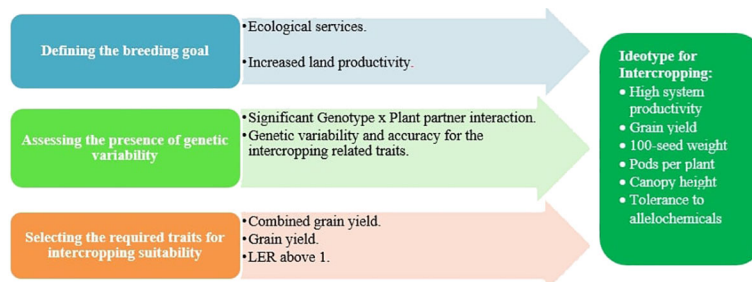 Defining the breeding goal
•Ecological services.
•Increased land productivity.
Assessing the presence of genetic
variability
•Significant Genotype x Plant partner interaction.
•Genetic variability and accuracy for the
intercropping related traits.
Selecting the required traits for
intercropping suitability
•Combined grain yield.
•Grain yield.
•LER above 1.
Ideotype for
Intercropping:
• High system
productivity
• Grain yield
• 100-seed weight
• Pods per plant
• Canopy height
• Tolerance to
allelochemicals